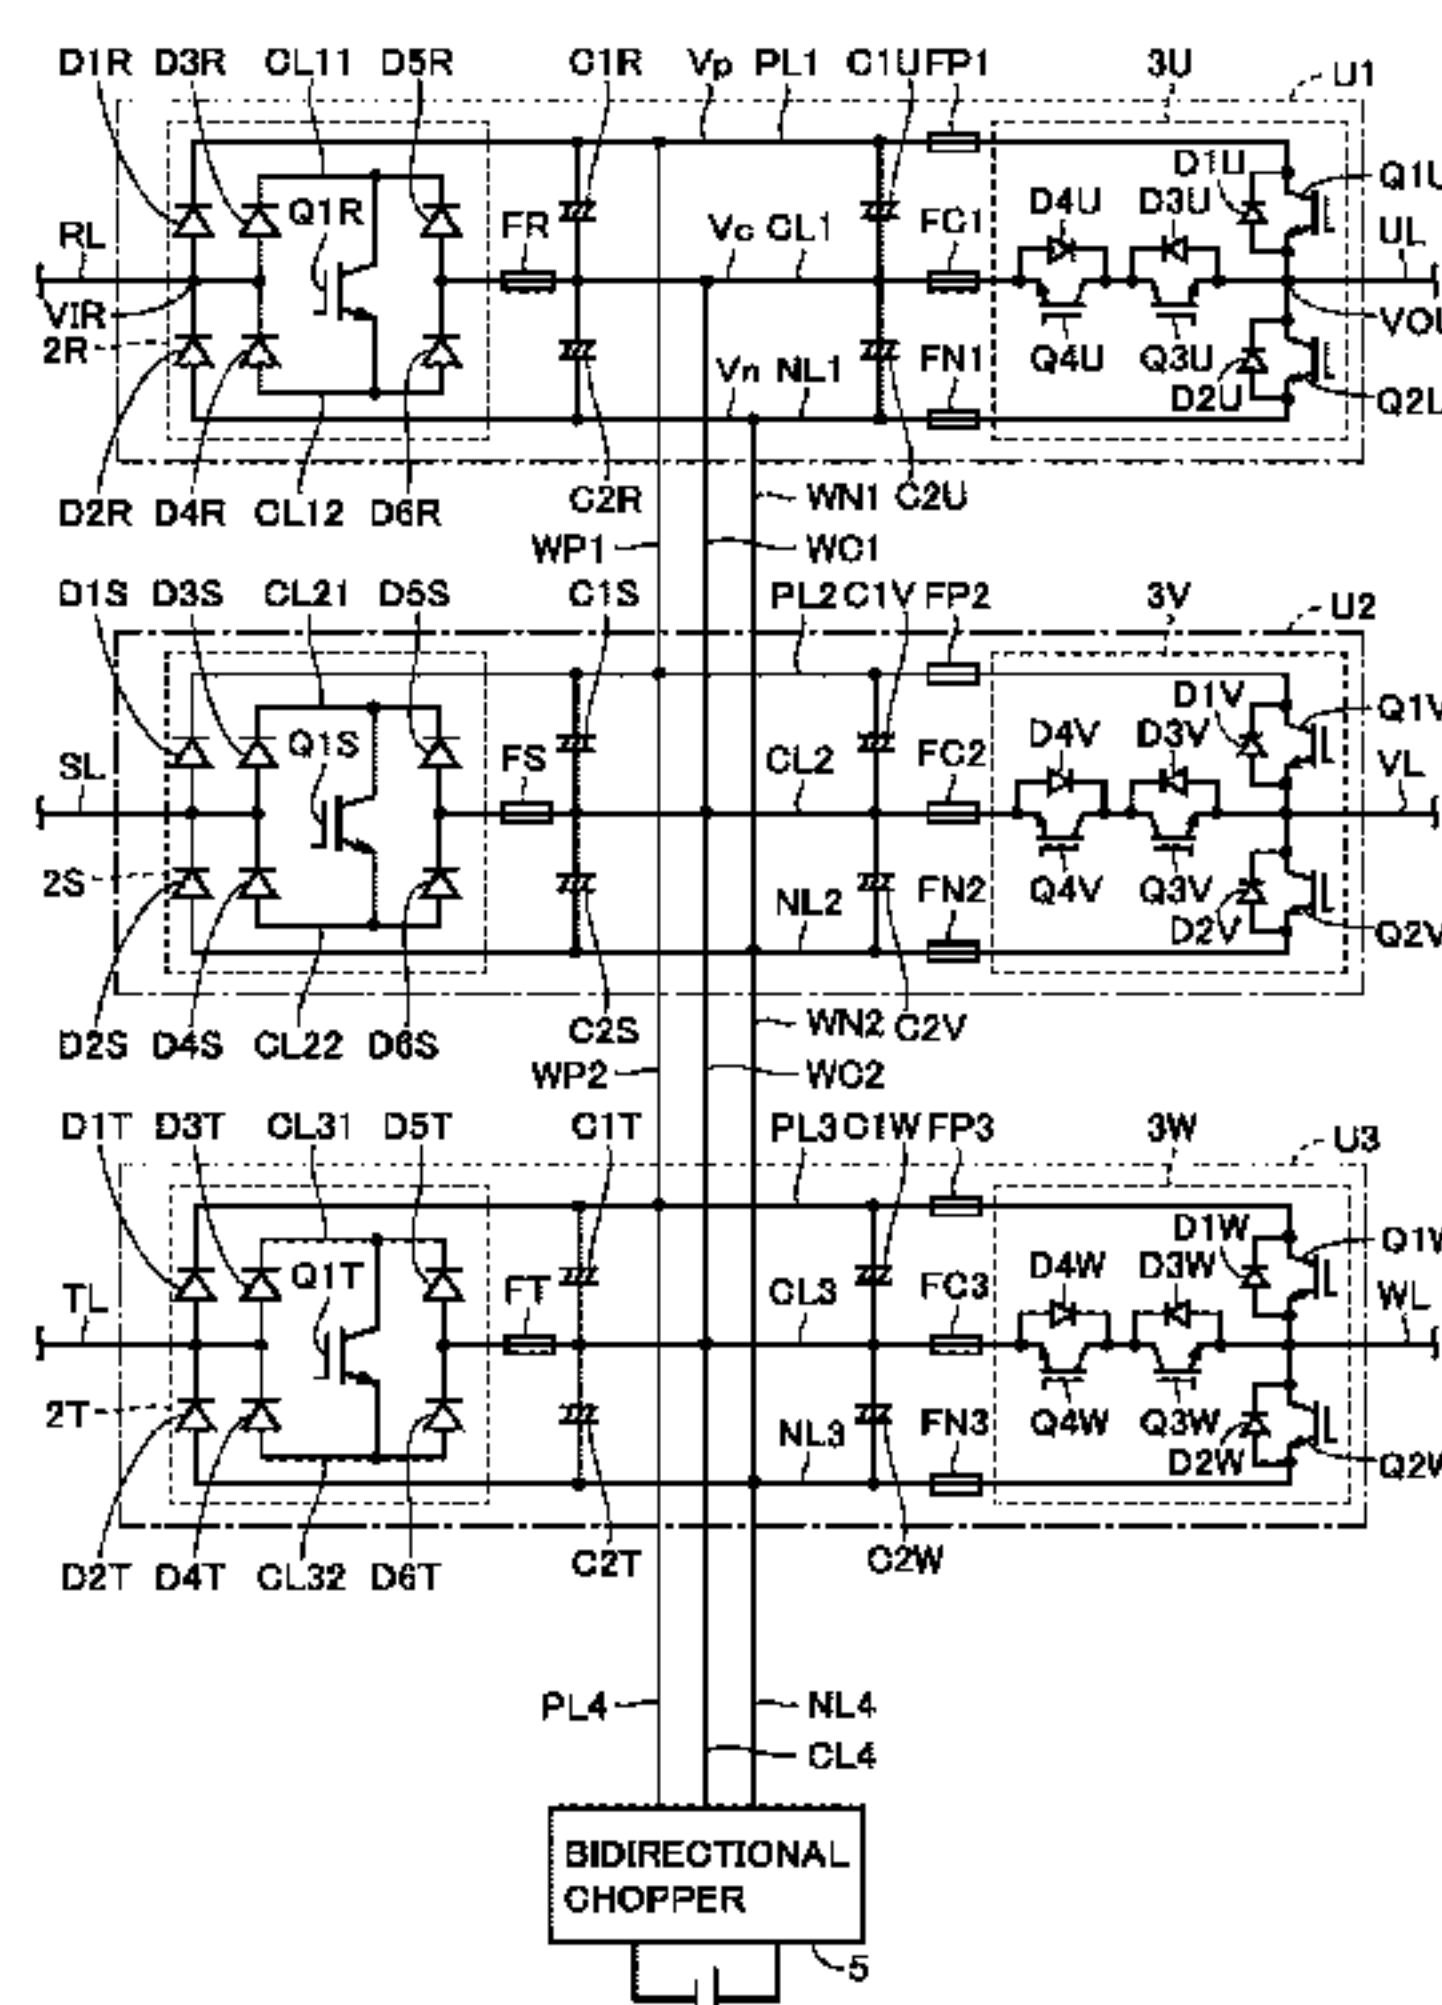 D1R D3R CL11 D5R C1R Vp PL1 C1U FP1 3U U1
D1U Q1U
Q1R D4U D3U
RL FR Vc CL1 FC1 UL
VIR
2R Vn NL1 FN1 Q4U Q3U
D2U
D2R D4R CL12 D6R C2R WN1 C2U
WP1 WC1
D1S D3S CL21 D5S C1S PL2 C1V FP2 3V U2
D1V Q1V
Q1S D4V D3V
SL FS CL2 FC2 VL
2S NL2 FN2 Q4V Q3V
D2V Q2V
D2S D4S CL22 D6S C2S WN2 C2V
WP2 WC2
D1T D3T CL31 D5T C1T PL3 C1W FP3 3W U3
D1W
Q1T D4W D3W
TL FT CL3 FC3 WL
2T NL3 FN3 Q4W Q3W
D2W
D2T D4T CL32 D6T C2T C2W
PL4 NL4
CL4
BIDIRECTIONAL
CHOPPER
5